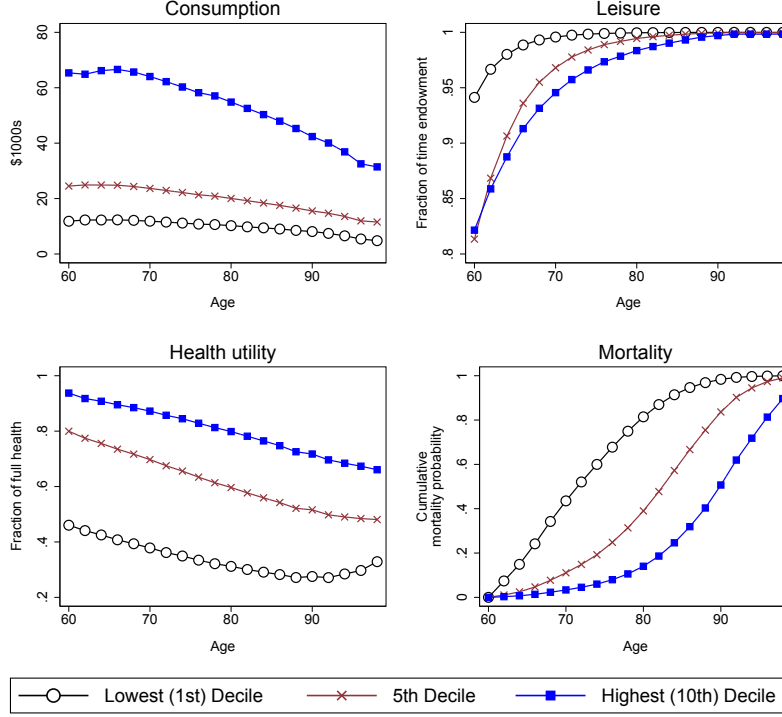 Consumption
$1000s
0 20 40 60 80
60 70 80 90
Age
Leisure
Fraction of time endowment
.8 .85 .9 .95 1
60 70 80 90
Age
Health utility
Fraction of full health
.2 .4 .6 .8 1
60 70 80 90
Age
Mortality
Cumulative
mortality probability
0 .2 .4 .6 .8 1
60 70 80 90
Age
Lowest (1st) Decile 5th Decile Highest (10th) Decile